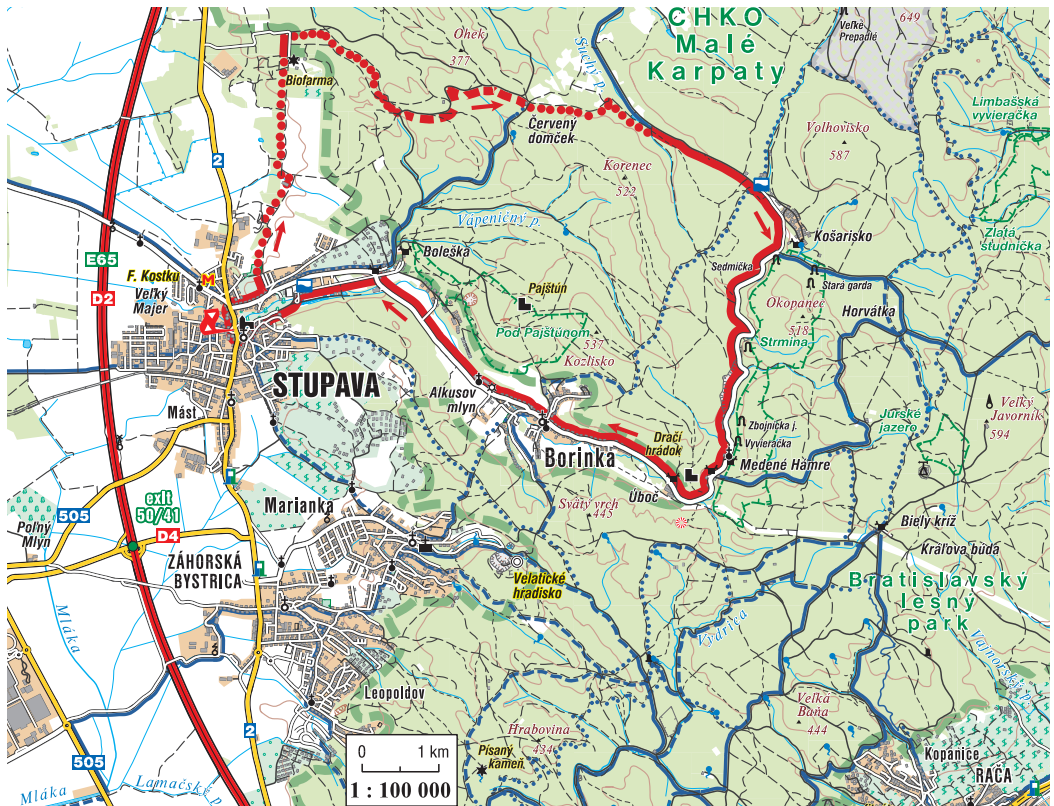 CHKO
Malé
Karpaty
Veľké
Prepadlé
649
Ohek
377
Suchý p.
Biofarma
Limbašská
vyvieračka
Červený
domček
Volhovisko
587
Korenec
522
2
Vápeničný p.
Zlatá
studnička
Košarisko
Boleška
E65
D2
F. Kostku
M
Veľký
Majer
Sedmička
Stará garda
Pajštún
Okopanec
518
Horvátka
Pod Pajštúnom
537
Kozlisko
Strmina
STUPAVA
Alkusov
mlyn
Mást
Veľký
Javorník
594
Jurské
jazero
Zbojnícka j.
Vyvieračka
Dračí
hrádok
Borinka
Medené Hámre
Úboč
exit
50/41
505
Marianka
Svätý vrch
445
Poľný
Mlyn
D4
Biely kríž
Kráľova búda
ZÁHORSKÁ
BYSTRICA
Velatické
hradisko
Bratislavský
lesný
park
Mláka
Vydrica
Vajnorský p.
Leopoldov
Veľká
Baňa
444
2
Hrabovina
434
Písaný
kameň
0 1 km
1 : 100 000
Kopanice
RAČA
505
Mláka
Lamačský p.